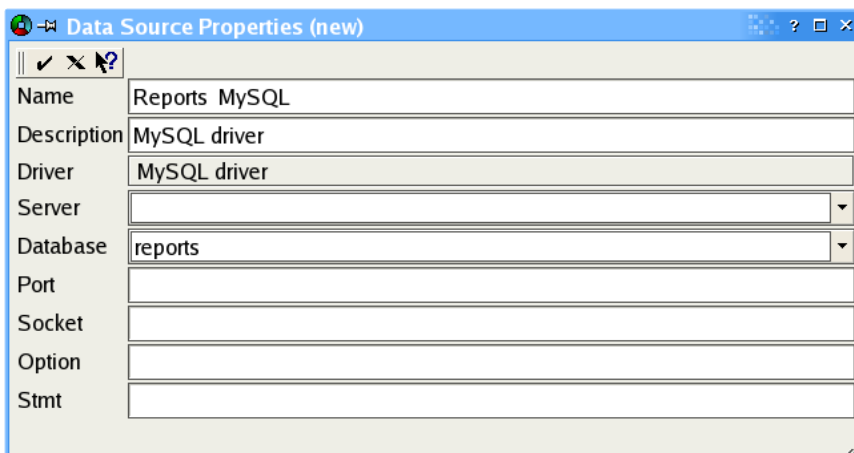 Data Source Properties (new)
Name Reports MySQL
Description MySQL driver
Driver MySQL driver
Server
Database reports
Port
Socket
Option
Stmt